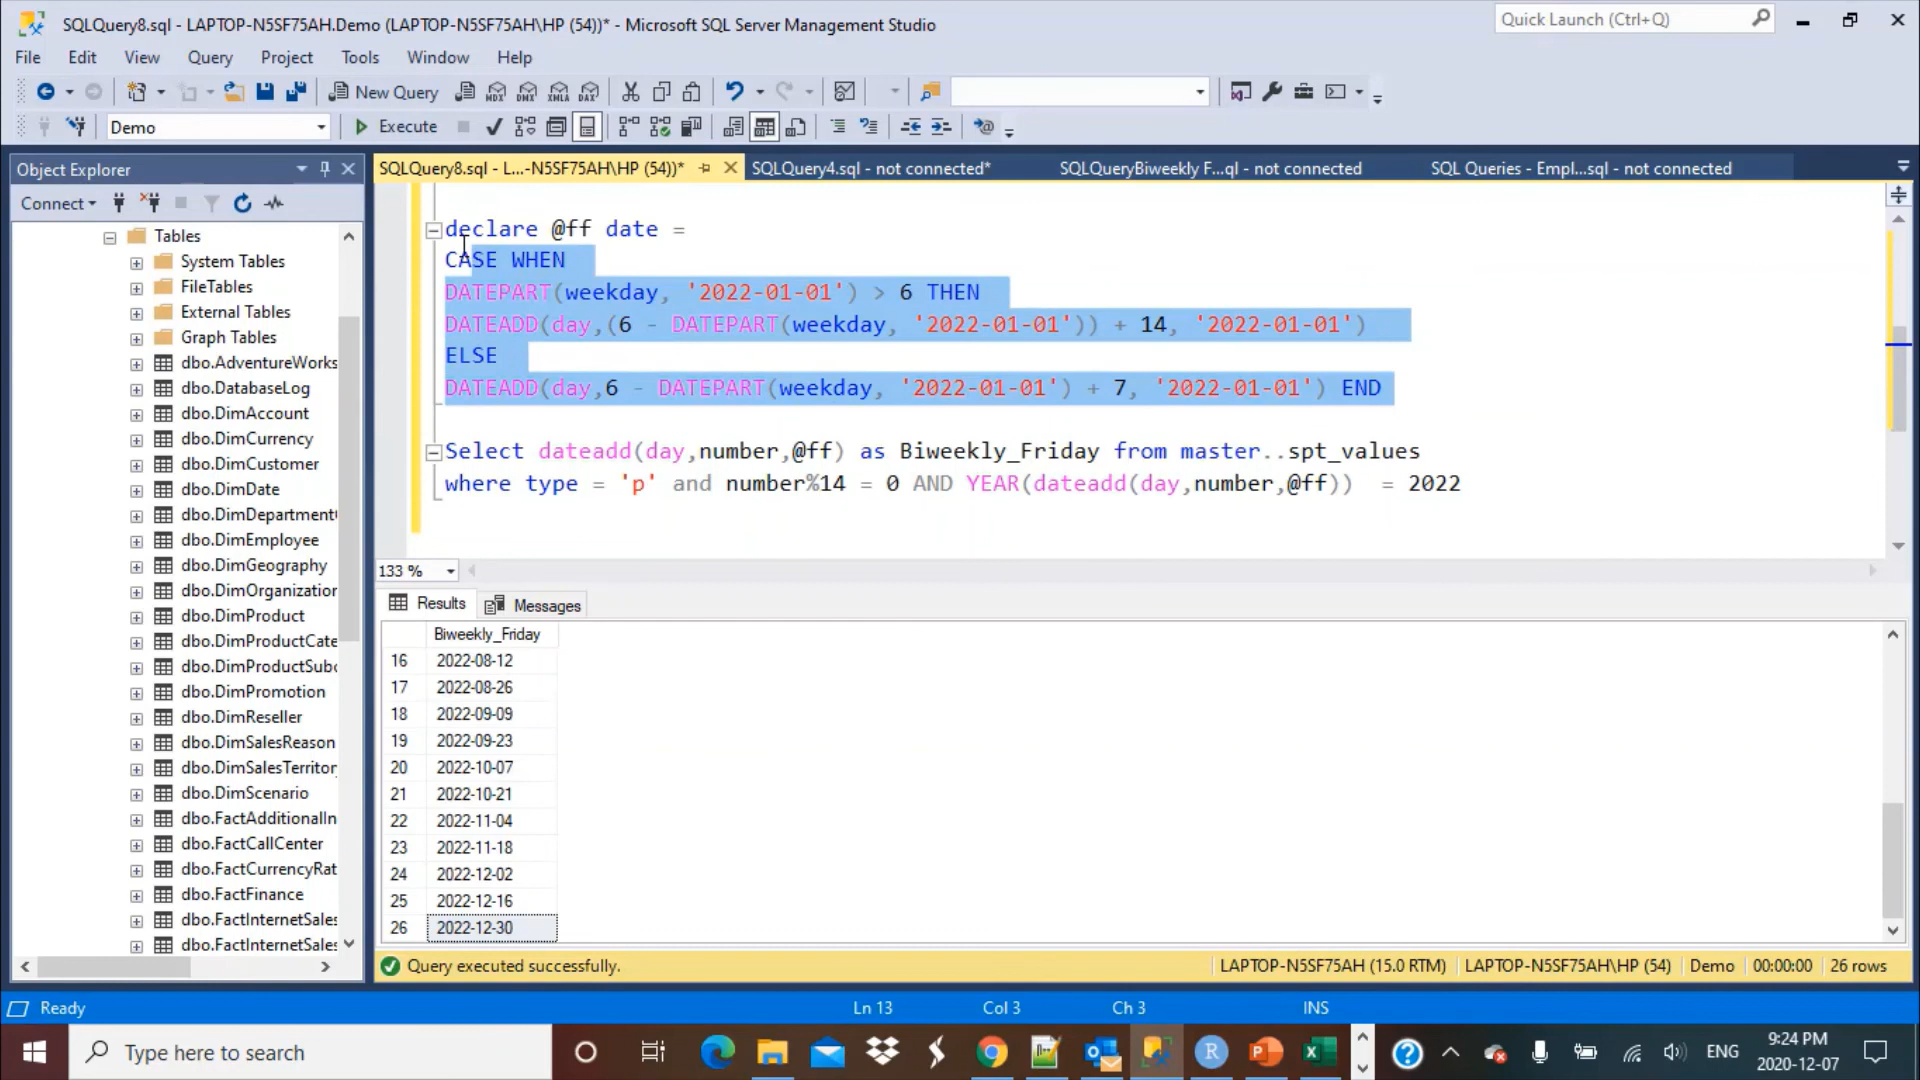 SQLQuery8.sql - LAPTOP-N5SF75AH.Demo (LAPTOP-N5SF75AH\HP (54))* - Microsoft SQL Server Management Studio
Quick Launch (Ctrl+Q)
File Edit View Query Project Tools Window Help
New Query
MDX DMX XMLA DAX
Demo
Execute
Object Explorer
SQLQuery8.sql - L...-N5SF75AH\HP (54))*
SQLQuery4.sql - not connected*
SQLQueryBiweekly F...ql - not connected
SQL Queries - Empl...sql - not connected
Connect
Tables
System Tables
FileTables
External Tables
Graph Tables
dbo.AdventureWorks
dbo.DatabaseLog
dbo.DimAccount
dbo.DimCurrency
dbo.DimCustomer
dbo.DimDate
dbo.DimDepartment
dbo.DimEmployee
dbo.DimGeography
dbo.DimOrganization
dbo.DimProduct
dbo.DimProductCate
dbo.DimProductSubc
dbo.DimPromotion
dbo.DimReseller
dbo.DimSalesReason
dbo.DimSalesTerritor
dbo.DimScenario
dbo.FactAdditionalIn
dbo.FactCallCenter
dbo.FactCurrencyRat
dbo.FactFinance
dbo.FactInternetSales
dbo.FactInternetSales
declare @ff date =
CASE WHEN
DATEPART(weekday, '2022-01-01') > 6 THEN
DATEADD(day,(6 - DATEPART(weekday, '2022-01-01')) + 14, '2022-01-01')
ELSE
DATEADD(day,6 - DATEPART(weekday, '2022-01-01') + 7, '2022-01-01') END
Select dateadd(day,number,@ff) as Biweekly_Friday from master..spt_values
where type = 'p' and number%14 = 0 AND YEAR(dateadd(day,number,@ff)) = 2022
133 %
Results Messages
Biweekly_Friday
16 2022-08-12
17 2022-08-26
18 2022-09-09
19 2022-09-23
20 2022-10-07
21 2022-10-21
22 2022-11-04
23 2022-11-18
24 2022-12-02
25 2022-12-16
26 2022-12-30
Query executed successfully.
LAPTOP-N5SF75AH (15.0 RTM) LAPTOP-N5SF75AH\HP (54) Demo 00:00:00 26 rows
Ready
Ln 13
Col 3
Ch 3
INS
Type here to search
ENG
9:24 PM
2020-12-07